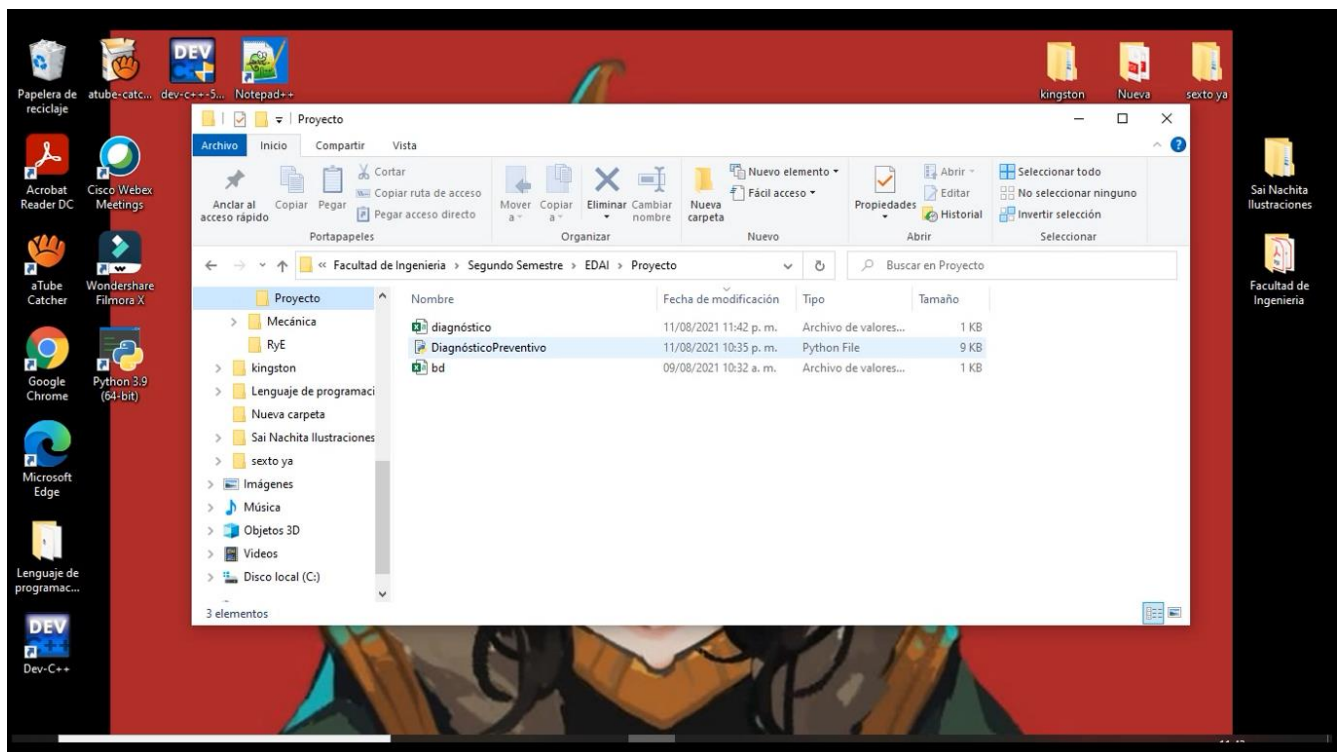 Papelera de
reciclaje
atube-catc...
dev-c++-5...
Notepad++
kingston
Nueva
sexto ya
Acrobat
Reader DC
Cisco Webex
Meetings
aTube
Catcher
Wondershare
Filmora X
Google
Chrome
Python 3.9
(64-bit)
Microsoft
Edge
Lenguaje de
programac...
DEV
Dev-C++
Sai Nachita
Ilustraciones
Facultad de
Ingenieria
Proyecto
Archivo Inicio Compartir Vista
Anclar al
acceso rápido
Copiar
Pegar
Cortar
Copiar ruta de acceso
Pegar acceso directo
Portapapeles
Mover
a
Copiar
a
Eliminar
Cambiar
nombre
Organizar
Nueva
carpeta
Nuevo elemento
Fácil acceso
Nuevo
Propiedades
Abrir
Editar
Historial
Abrir
Seleccionar todo
No seleccionar ninguno
Invertir selección
Seleccionar
« Facultad de Ingenieria > Segundo Semestre > EDAI > Proyecto
Buscar en Proyecto
Proyecto
Mecánica
RyE
kingston
Lenguaje de programaci
Nueva carpeta
Sai Nachita Ilustraciones
sexto ya
Imágenes
Música
Objetos 3D
Videos
Disco local (C:)
Nombre Fecha de modificación Tipo Tamaño
diagnóstico 11/08/2021 11:42 p. m. Archivo de valores... 1 KB
DiagnósticoPreventivo 11/08/2021 10:35 p. m. Python File 9 KB
bd 09/08/2021 10:32 a. m. Archivo de valores... 1 KB
3 elementos